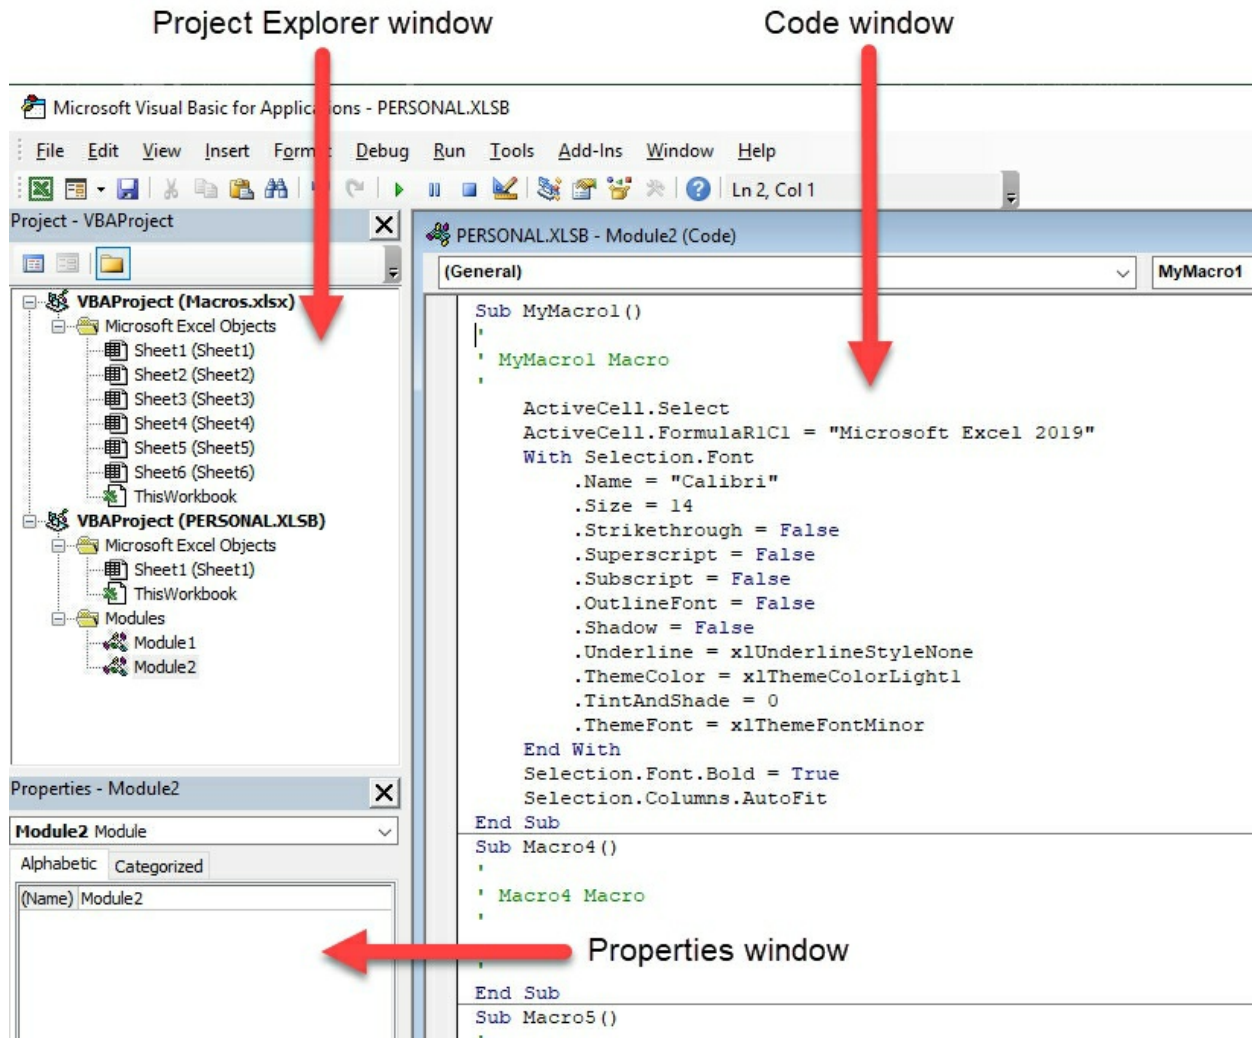 Project Explorer window
Code window
Microsoft Visual Basic for Applications - PERSONAL.XLSB
File Edit View Insert Format Debug Run Tools Add-Ins Window Help
Ln 2, Col 1
Project - VBAProject
VBAProject (Macros.xlsx)
Microsoft Excel Objects
Sheet1 (Sheet1)
Sheet2 (Sheet2)
Sheet3 (Sheet3)
Sheet4 (Sheet4)
Sheet5 (Sheet5)
Sheet6 (Sheet6)
ThisWorkbook
VBAProject (PERSONAL.XLSB)
Microsoft Excel Objects
Sheet1 (Sheet1)
ThisWorkbook
Modules
Module1
Module2
Properties - Module2
Module2 Module
Alphabetic Categorized
(Name) Module2
Properties window
PERSONAL.XLSB - Module2 (Code)
(General)
MyMacro1
Sub MyMacro1()
'
' MyMacro1 Macro
'
ActiveCell.Select
ActiveCell.FormulaR1C1 = "Microsoft Excel 2019"
With Selection.Font
.Name = "Calibri"
.Size = 14
.Strikethrough = False
.Superscript = False
.Subscript = False
.OutlineFont = False
.Shadow = False
.Underline = xlUnderlineStyleNone
.ThemeColor = xlThemeColorLight1
.TintAndShade = 0
.ThemeFont = xlThemeFontMinor
End With
Selection.Font.Bold = True
Selection.Columns.AutoFit
End Sub
Sub Macro4()
'
' Macro4 Macro
'
'
End Sub
Sub Macro5()
'